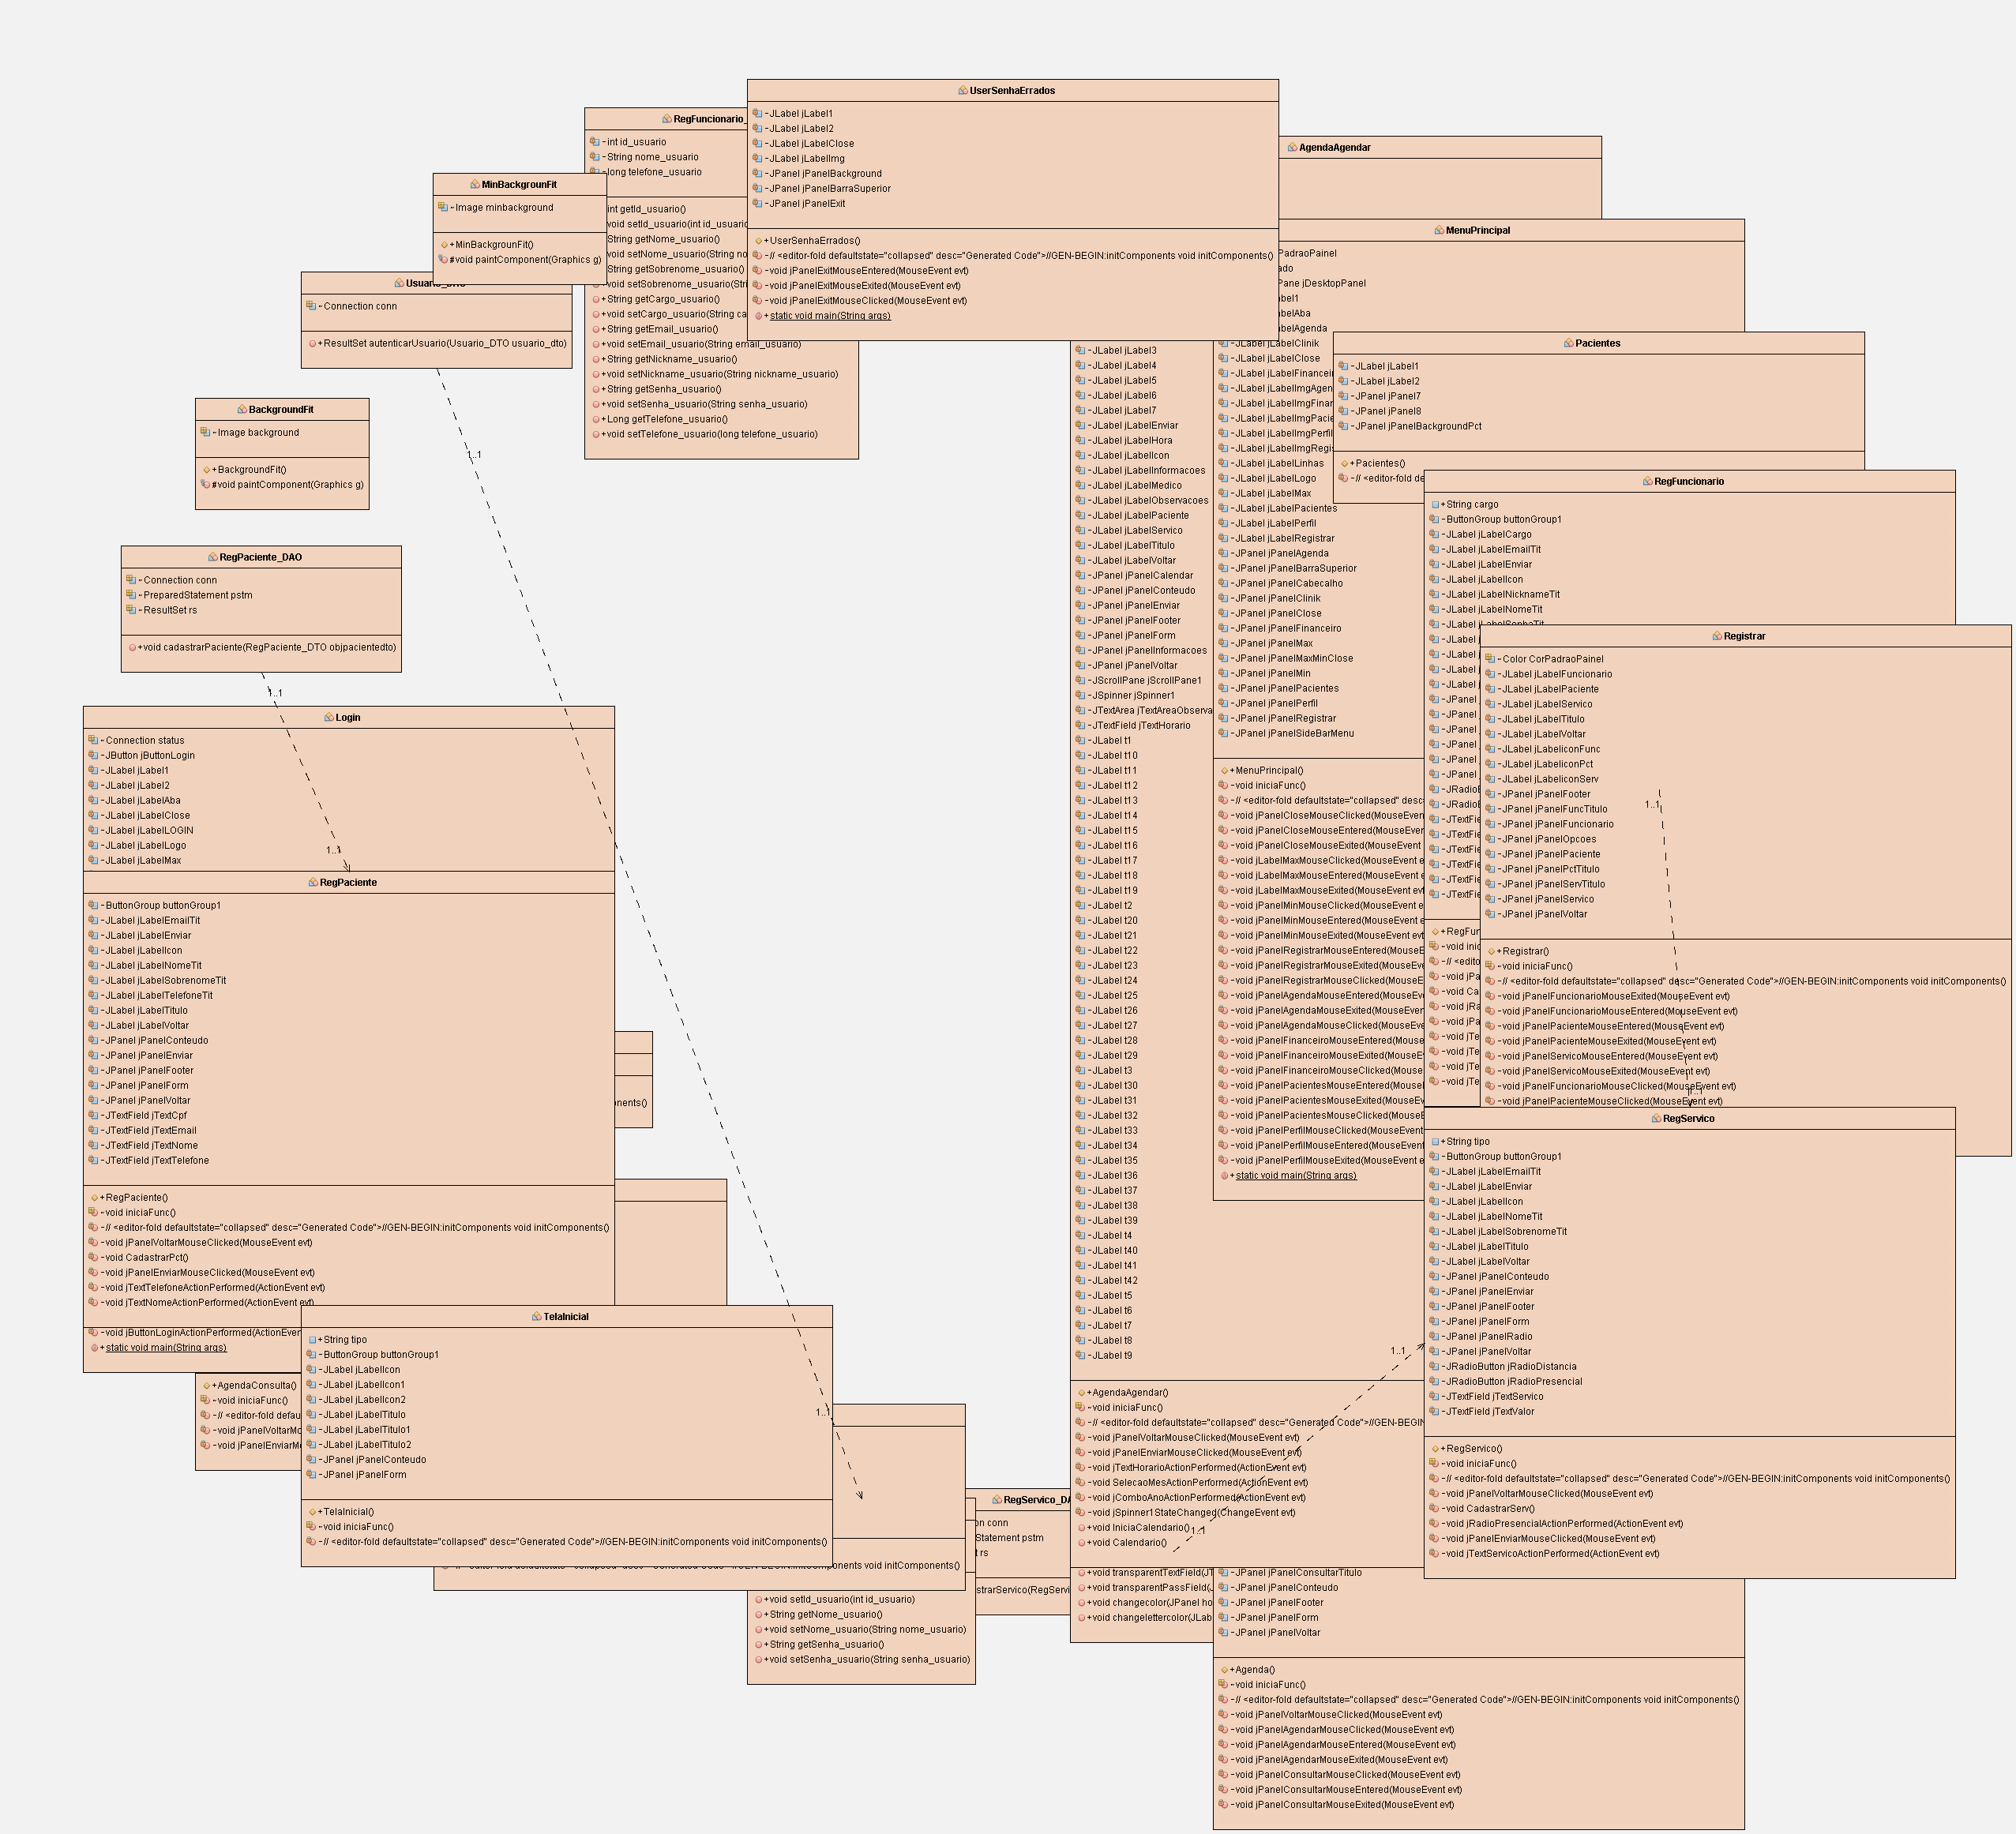 UserSenhaErrados
-JLabel jLabel1
-JLabel jLabel2
-JLabel jLabelClose
-JLabel jLabelImg
-JPanel jPanelBackground
-JPanel jPanelBarraSuperior
-JPanel jPanelExit
+UserSenhaErrados()
-// <editor-fold defaultstate="collapsed" desc="Generated Code">//GEN-BEGIN:initComponents void initComponents()
-void jPanelExitMouseEntered(MouseEvent evt)
-void jPanelExitMouseExited(MouseEvent evt)
-void jPanelExitMouseClicked(MouseEvent evt)
+static void main(String args)
RegFuncionario_
-int id_usuario
-String nome_usuario
-long telefone_usuario
int getId_usuario()
void setId_usuario(int id_usuario
String getNome_usuario()
void setNome_usuario(String no
String getSobrenome_usuario()
void setSobrenome_usuario(Stri
+String getCargo_usuario()
+void setCargo_usuario(String ca
+String getEmail_usuario()
+void setEmail_usuario(String email_usuario)
+String getNickname_usuario()
+void setNickname_usuario(String nickname_usuario)
+String getSenha_usuario()
+void setSenha_usuario(String senha_usuario)
+Long getTelefone_usuario()
+void setTelefone_usuario(long telefone_usuario)
MinBackgrounFit
-Image minbackground
+MinBackgrounFit()
#void paintComponent(Graphics g)
Usuario_DAO
-Connection conn
+ResultSet autenticarUsuario(Usuario_DTO usuario_dto)
1..1
BackgroundFit
-Image background
+BackgroundFit()
#void paintComponent(Graphics g)
RegPaciente_DAO
-Connection conn
-PreparedStatement pstm
-ResultSet rs
+void cadastrarPaciente(RegPaciente_DTO objpacientedto)
1..1
Login
-Connection status
-JButton jButtonLogin
-JLabel jLabel1
-JLabel jLabel2
-JLabel jLabelAba
-JLabel jLabelClose
-JLabel jLabelLOGIN
-JLabel jLabelLogo
-JLabel jLabelMax
1..1
RegPaciente
-ButtonGroup buttonGroup1
-JLabel jLabelEmailTit
-JLabel jLabelEnviar
-JLabel jLabelIcon
-JLabel jLabelNomeTit
-JLabel jLabelSobrenomeTit
-JLabel jLabelTelefoneTit
-JLabel jLabelTitulo
-JLabel jLabelVoltar
-JPanel jPanelConteudo
-JPanel jPanelEnviar
-JPanel jPanelFooter
-JPanel jPanelForm
-JPanel jPanelVoltar
-JTextField jTextCpf
-JTextField jTextEmail
-JTextField jTextNome
-JTextField jTextTelefone
+RegPaciente()
-void iniciaFunc()
-// <editor-fold defaultstate="collapsed" desc="Generated Code">//GEN-BEGIN:initComponents void initComponents()
-void jPanelVoltarMouseClicked(MouseEvent evt)
-void CadastrarPct()
-void jPanelEnviarMouseClicked(MouseEvent evt)
-void jTextTelefoneActionPerformed(ActionEvent evt)
-void jTextNomeActionPerformed(ActionEvent evt)
-void jButtonLoginActionPerformed(ActionEven
+static void main(String args)
nents()
+AgendaConsulta()
-void iniciaFunc()
-// <editor-fold defau
-void jPanelVoltarMo
-void jPanelEnviarMo
TelaInicial
+String tipo
-ButtonGroup buttonGroup1
-JLabel jLabelIcon
-JLabel jLabelIcon1
-JLabel jLabelIcon2
-JLabel jLabelTitulo
-JLabel jLabelTitulo1
-JLabel jLabelTitulo2
-JPanel jPanelConteudo
-JPanel jPanelForm
+TelaInicial()
-void iniciaFunc()
-// <editor-fold defaultstate="collapsed" desc="Generated Code">//GEN-BEGIN:initComponents void initComponents()
1..1
ponents void initComponents()
+void setId_usuario(int id_usuario)
+String getNome_usuario()
+void setNome_usuario(String nome_usuario)
+String getSenha_usuario()
+void setSenha_usuario(String senha_usuario)
RegServico_DA
on conn
Statement pstm
t rs
strarServico(RegServi
AgendaAgendar
-JLabel jLabel3
-JLabel jLabel4
-JLabel jLabel5
-JLabel jLabel6
-JLabel jLabel7
-JLabel jLabelEnviar
-JLabel jLabelHora
-JLabel jLabelIcon
-JLabel jLabelInformacoes
-JLabel jLabelMedico
-JLabel jLabelObservacoes
-JLabel jLabelPaciente
-JLabel jLabelServico
-JLabel jLabelTitulo
-JLabel jLabelVoltar
-JPanel jPanelCalendar
-JPanel jPanelConteudo
-JPanel jPanelEnviar
-JPanel jPanelFooter
-JPanel jPanelForm
-JPanel jPanelInformacoes
-JPanel jPanelVoltar
-JScrollPane jScrollPane1
-JSpinner jSpinner1
-JTextArea jTextAreaObserva
-JTextField jTextHorario
-JLabel t1
-JLabel t10
-JLabel t11
-JLabel t12
-JLabel t13
-JLabel t14
-JLabel t15
-JLabel t16
-JLabel t17
-JLabel t18
-JLabel t19
-JLabel t2
-JLabel t20
-JLabel t21
-JLabel t22
-JLabel t23
-JLabel t24
-JLabel t25
-JLabel t26
-JLabel t27
-JLabel t28
-JLabel t29
-JLabel t3
-JLabel t30
-JLabel t31
-JLabel t32
-JLabel t33
-JLabel t34
-JLabel t35
-JLabel t36
-JLabel t37
-JLabel t38
-JLabel t39
-JLabel t4
-JLabel t40
-JLabel t41
-JLabel t42
-JLabel t5
-JLabel t6
-JLabel t7
-JLabel t8
-JLabel t9
+AgendaAgendar()
-void iniciaFunc()
-// <editor-fold defaultstate="collapsed" desc="Generated Code">//GEN-BEGIN
-void jPanelVoltarMouseClicked(MouseEvent evt)
-void jPanelEnviarMouseClicked(MouseEvent evt)
-void jTextHorarioActionPerformed(ActionEvent evt)
-void SelecaoMesActionPerformed(ActionEvent evt)
-void jComboAnoActionPerformed(ActionEvent evt)
-void jSpinner1StateChanged(ChangeEvent evt)
+void IniciaCalendario()
+void Calendario()
1..1
1..1
+void transparentTextField(JT
+void transparentPassField(J
+void changecolor(JPanel ho
+void changelettercolor(JLab
MenuPrincipal
PadraoPainel
ado
Pane jDesktopPanel
abel1
abelAba
abelAgenda
-JLabel jLabelClinik
-JLabel jLabelClose
-JLabel jLabelFinancei
-JLabel jLabelImgAgen
-JLabel jLabelImgFinan
-JLabel jLabelImgPacie
-JLabel jLabelImgPerfil
-JLabel jLabelImgRegis
-JLabel jLabelLinhas
-JLabel jLabelLogo
-JLabel jLabelMax
-JLabel jLabelPacientes
-JLabel jLabelPerfil
-JLabel jLabelRegistrar
-JPanel jPanelAgenda
-JPanel jPanelBarraSuperior
-JPanel jPanelCabecalho
-JPanel jPanelClinik
-JPanel jPanelClose
-JPanel jPanelFinanceiro
-JPanel jPanelMax
-JPanel jPanelMaxMinClose
-JPanel jPanelMin
-JPanel jPanelPacientes
-JPanel jPanelPerfil
-JPanel jPanelRegistrar
-JPanel jPanelSideBarMenu
+MenuPrincipal()
-void iniciaFunc()
-// <editor-fold defaultstate="collapsed" desc=
-void jPanelCloseMouseClicked(MouseEvent
-void jPanelCloseMouseEntered(MouseEven
-void jPanelCloseMouseExited(MouseEvent
-void jLabelMaxMouseClicked(MouseEvent e
-void jLabelMaxMouseEntered(MouseEvent e
-void jLabelMaxMouseExited(MouseEvent evt
-void jPanelMinMouseClicked(MouseEvent e
-void jPanelMinMouseEntered(MouseEvent e
-void jPanelMinMouseExited(MouseEvent evt
-void jPanelRegistrarMouseEntered(MouseE
-void jPanelRegistrarMouseExited(MouseEve
-void jPanelRegistrarMouseClicked(MouseE
-void jPanelAgendaMouseEntered(MouseEv
-void jPanelAgendaMouseExited(MouseEven
-void jPanelAgendaMouseClicked(MouseEve
-void jPanelFinanceiroMouseEntered(Mouse
-void jPanelFinanceiroMouseExited(MouseE
-void jPanelFinanceiroMouseClicked(MouseE
-void jPanelPacientesMouseEntered(Mousel
-void jPanelPacientesMouseExited(MouseEv
-void jPanelPacientesMouseClicked(MouseE
-void jPanelPerfilMouseClicked(MouseEvent
-void jPanelPerfilMouseEntered(MouseEvent
-void jPanelPerfilMouseExited(MouseEvent e
+static void main(String args)
Pacientes
-JLabel jLabel1
-JLabel jLabel2
-JPanel jPanel7
-JPanel jPanel8
-JPanel jPanelBackgroundPct
+Pacientes()
-// <editor-fold de
RegFuncionario
+String cargo
-ButtonGroup buttonGroup1
-JLabel jLabelCargo
-JLabel jLabelEmailTit
-JLabel jLabelEnviar
-JLabel jLabelIcon
-JLabel jLabelNicknameTit
-JLabel jLabelNomeTit
-JLabel jLabelSenhaTit
Registrar
-Color CorPadraoPainel
-JLabel jLabelFuncionario
-JLabel jLabelPaciente
-JLabel jLabelServico
-JLabel jLabelTitulo
-JLabel jLabelVoltar
-JLabel jLabeliconFunc
-JLabel jLabeliconPct
-JLabel jLabeliconServ
-JPanel jPanelFooter
-JPanel jPanelFuncTitulo
-JPanel jPanelFuncionario
-JPanel jPanelOpcoes
-JPanel jPanelPaciente
-JPanel jPanelPctTitulo
-JPanel jPanelServTitulo
-JPanel jPanelServico
-JPanel jPanelVoltar
1..1
+Registrar()
-void iniciaFunc()
-// <editor-fold defaultstate="collapsed" desc="Generated Code">//GEN-BEGIN:initComponents void initComponents()
-void jPanelFuncionarioMouseExited(MouseEvent evt)
-void jPanelFuncionarioMouseEntered(MouseEvent evt)
-void jPanelPacienteMouseEntered(MouseEvent evt)
-void jPanelPacienteMouseExited(MouseEvent evt)
-void jPanelServicoMouseEntered(MouseEvent evt)
-void jPanelServicoMouseExited(MouseEvent evt)
-void jPanelFuncionarioMouseClicked(MouseEvent evt)
-void jPanelPacienteMouseClicked(MouseEvent evt)
1..1
RegServico
+String tipo
-ButtonGroup buttonGroup1
-JLabel jLabelEmailTit
-JLabel jLabelEnviar
-JLabel jLabelIcon
-JLabel jLabelNomeTit
-JLabel jLabelSobrenomeTit
-JLabel jLabelTitulo
-JLabel jLabelVoltar
-JPanel jPanelConteudo
-JPanel jPanelEnviar
-JPanel jPanelFooter
-JPanel jPanelForm
-JPanel jPanelRadio
-JPanel jPanelVoltar
-JRadioButton jRadioDistancia
-JRadioButton jRadioPresencial
-JTextField jTextServico
-JTextField jTextValor
+RegServico()
-void iniciaFunc()
-// <editor-fold defaultstate="collapsed" desc="Generated Code">//GEN-BEGIN:initComponents void initComponents()
-void jPanelVoltarMouseClicked(MouseEvent evt)
-void CadastrarServ()
-void jRadioPresencialActionPerformed(ActionEvent evt)
-void jPanelEnviarMouseClicked(MouseEvent evt)
-void jTextServicoActionPerformed(ActionEvent evt)
-JPanel jPanelConsultarTitulo
-JPanel jPanelConteudo
-JPanel jPanelFooter
-JPanel jPanelForm
-JPanel jPanelVoltar
+Agenda()
-void iniciaFunc()
-// <editor-fold defaultstate="collapsed" desc="Generated Code">//GEN-BEGIN:initComponents void initComponents()
-void jPanelVoltarMouseClicked(MouseEvent evt)
-void jPanelAgendarMouseClicked(MouseEvent evt)
-void jPanelAgendarMouseEntered(MouseEvent evt)
-void jPanelAgendarMouseExited(MouseEvent evt)
-void jPanelConsultarMouseClicked(MouseEvent evt)
-void jPanelConsultarMouseEntered(MouseEvent evt)
-void jPanelConsultarMouseExited(MouseEvent evt)